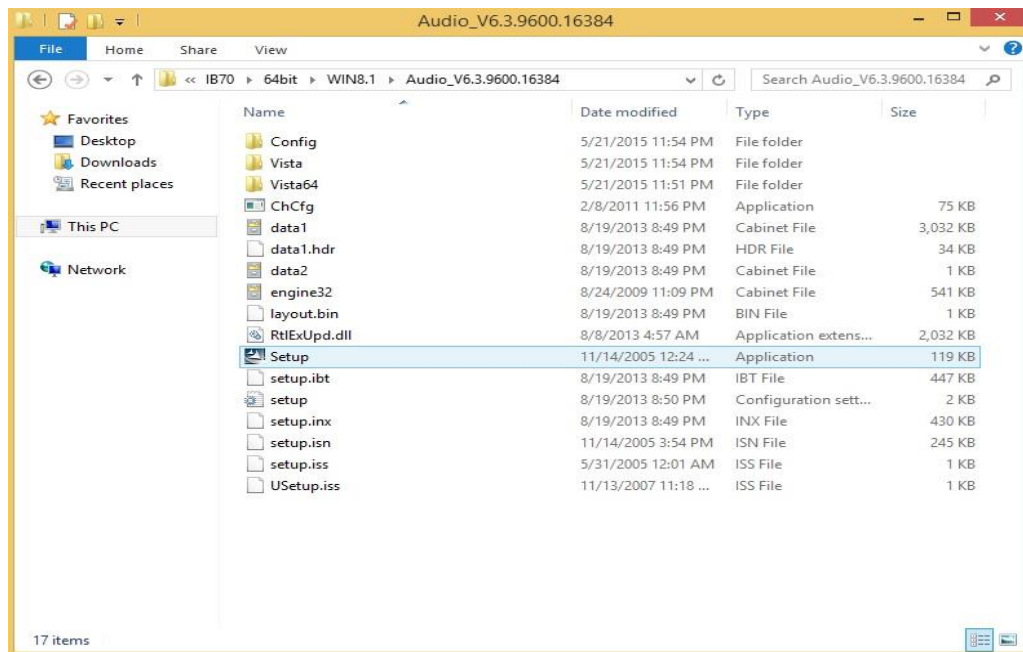 Audio_V6.3.9600.16384
File Home Share View
« IB70 64bit WIN8.1 Audio_V6.3.9600.16384 Search Audio_V6.3.9600.16384
Name Date modified Type Size
Favorites
Desktop
Downloads
Recent places
This PC
Network
Config 5/21/2015 11:54 PM File folder
Vista 5/21/2015 11:54 PM File folder
Vista64 5/21/2015 11:51 PM File folder
ChCfg 2/8/2011 11:56 PM Application 75 KB
data1 8/19/2013 8:49 PM Cabinet File 3,032 KB
data1.hdr 8/19/2013 8:49 PM HDR File 34 KB
data2 8/19/2013 8:49 PM Cabinet File 1 KB
engine32 8/24/2009 11:09 PM Cabinet File 541 KB
layout.bin 8/19/2013 8:49 PM BIN File 1 KB
RtlExUpd.dll 8/8/2013 4:57 AM Application extens... 2,032 KB
Setup 11/14/2005 12:24 ... Application 119 KB
setup.ibt 8/19/2013 8:49 PM IBT File 447 KB
setup 8/19/2013 8:50 PM Configuration sett... 2 KB
setup.inx 8/19/2013 8:49 PM INX File 430 KB
setup.isn 11/14/2005 3:54 PM ISN File 245 KB
setup.iss 5/31/2005 12:01 AM ISS File 1 KB
USetup.iss 11/13/2007 11:18 ... ISS File 1 KB
17 items